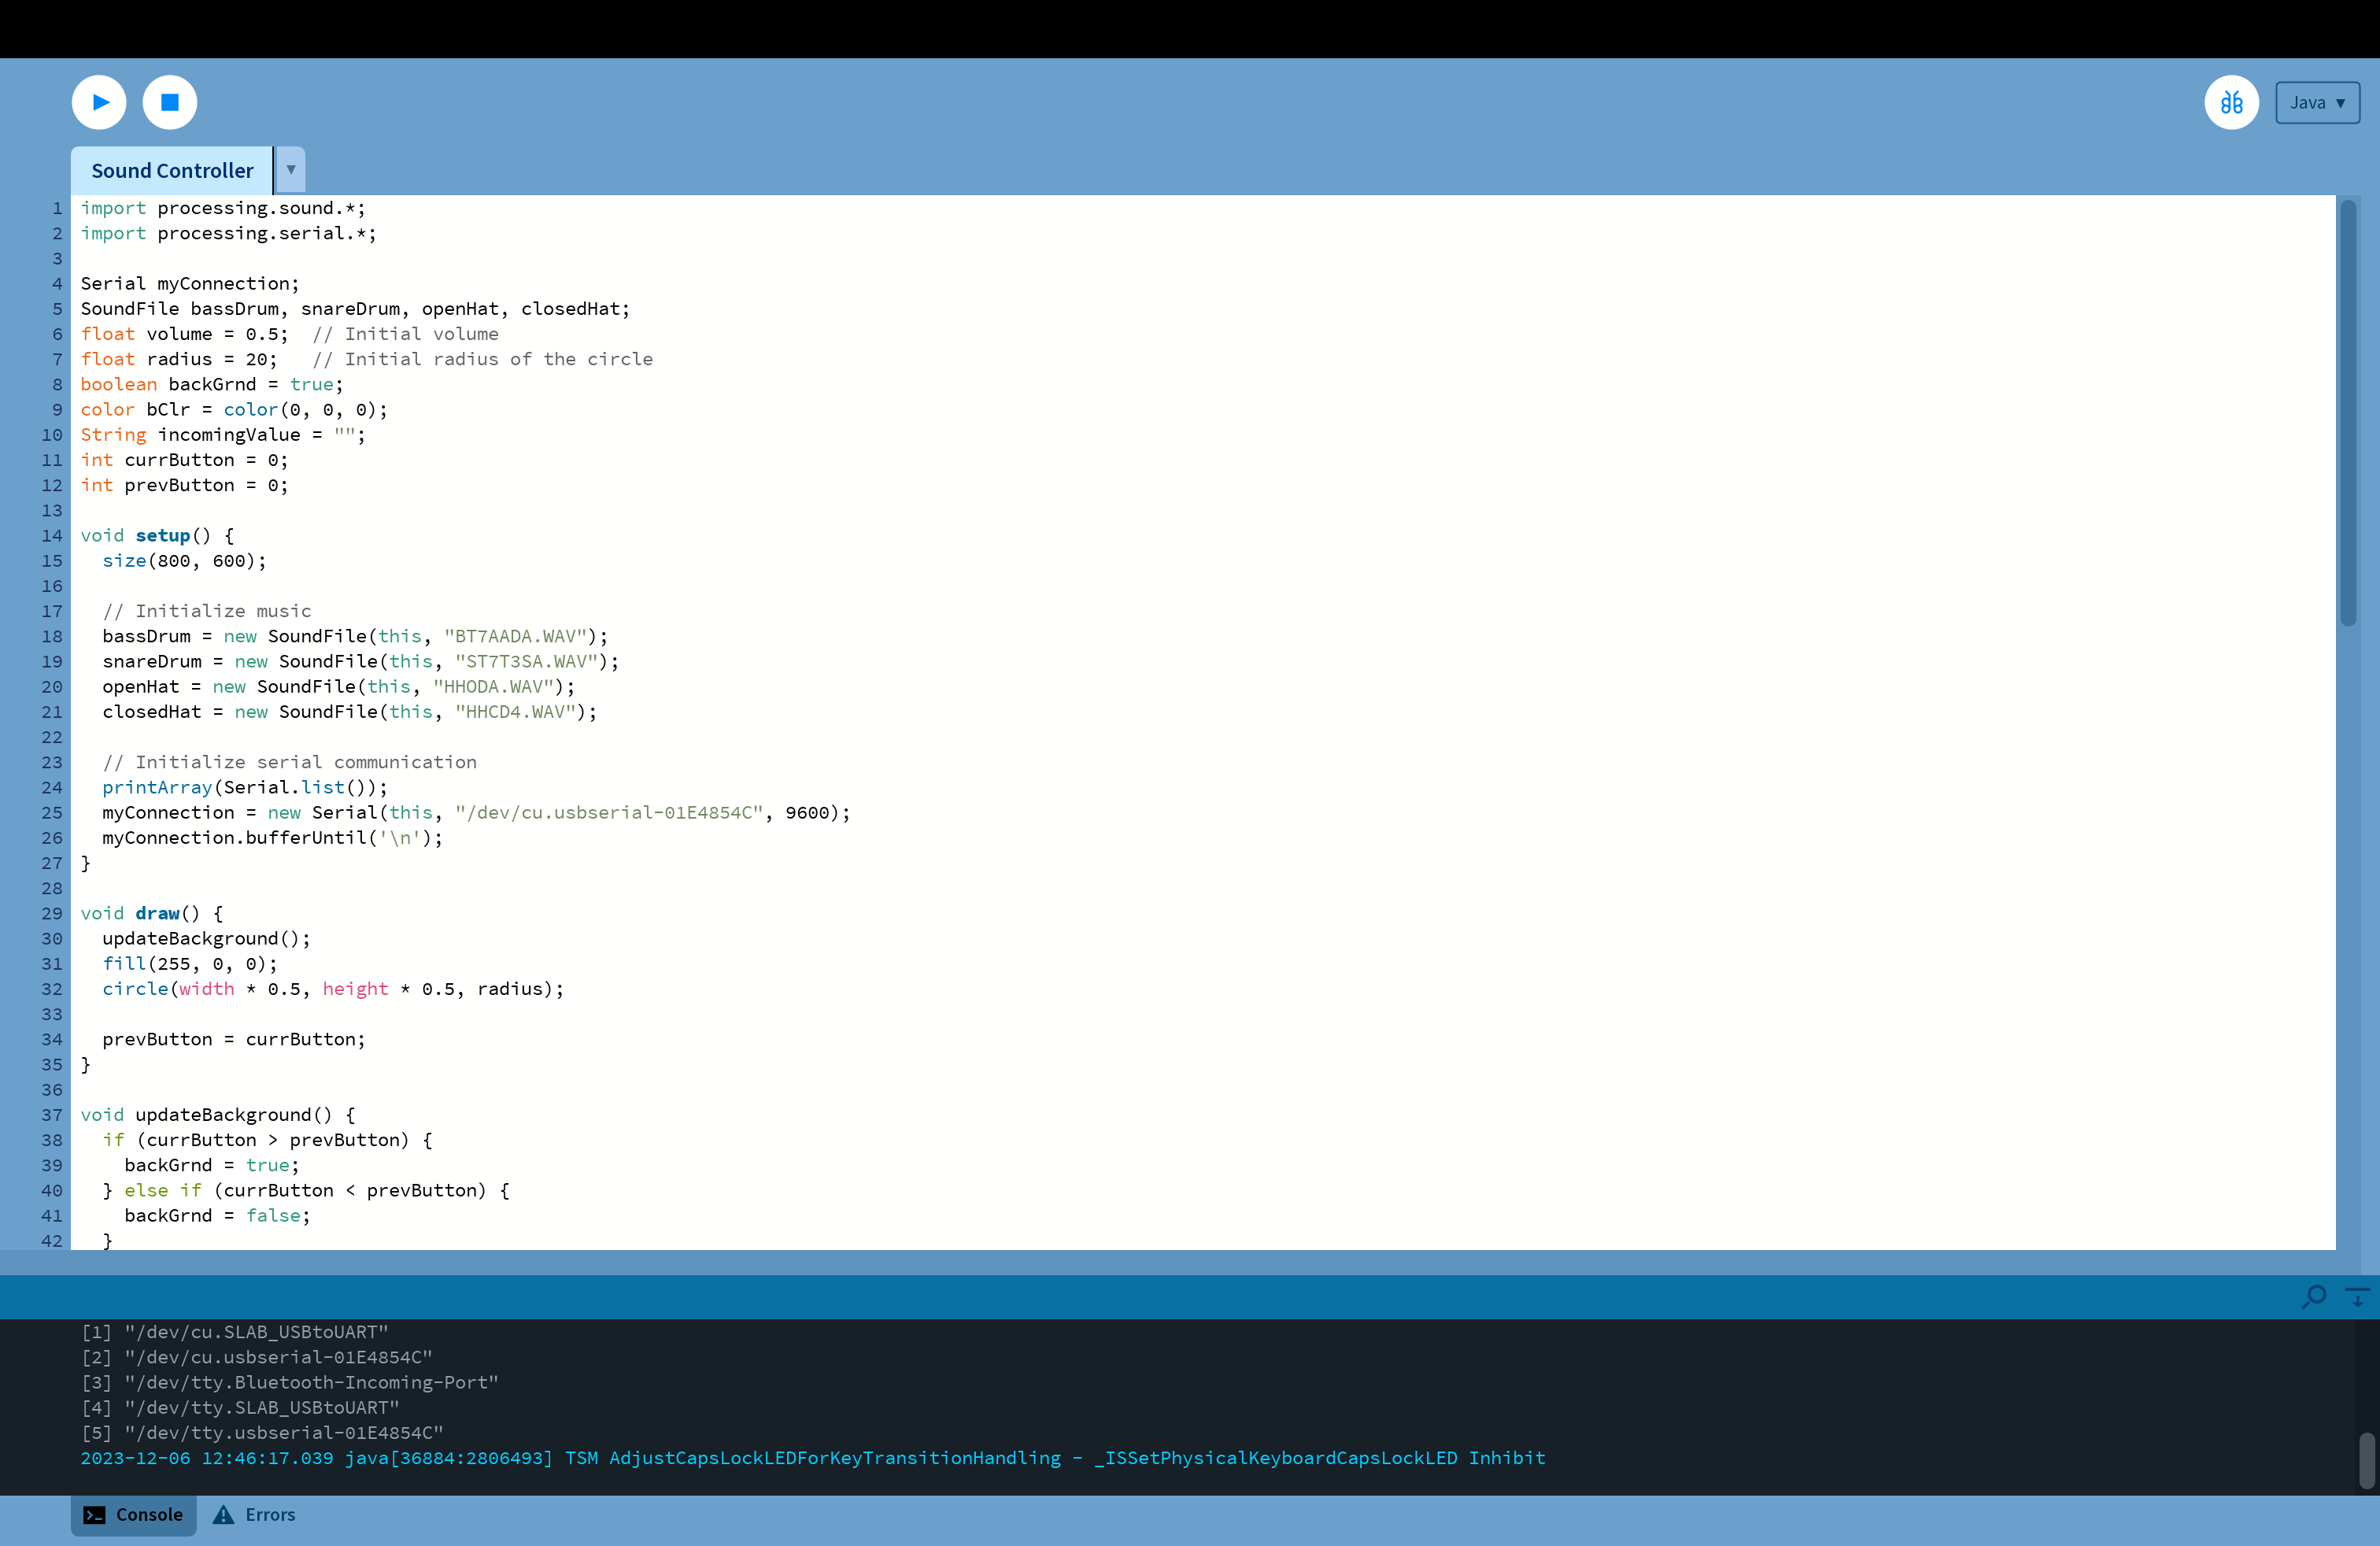 Java ▾
Sound Controller ▾
1 import processing.sound.*;
2 import processing.serial.*;
3
4 Serial myConnection;
5 SoundFile bassDrum, snareDrum, openHat, closedHat;
6 float volume = 0.5;  // Initial volume
7 float radius = 20;   // Initial radius of the circle
8 boolean backGrnd = true;
9 color bClr = color(0, 0, 0);
10 String incomingValue = "";
11 int currButton = 0;
12 int prevButton = 0;
13
14 void setup() {
15   size(800, 600);
16
17   // Initialize music
18   bassDrum = new SoundFile(this, "BT7AADA.WAV");
19   snareDrum = new SoundFile(this, "ST7T3SA.WAV");
20   openHat = new SoundFile(this, "HHODA.WAV");
21   closedHat = new SoundFile(this, "HHCD4.WAV");
22
23   // Initialize serial communication
24   printArray(Serial.list());
25   myConnection = new Serial(this, "/dev/cu.usbserial-01E4854C", 9600);
26   myConnection.bufferUntil('\n');
27 }
28
29 void draw() {
30   updateBackground();
31   fill(255, 0, 0);
32   circle(width * 0.5, height * 0.5, radius);
33
34   prevButton = currButton;
35 }
36
37 void updateBackground() {
38   if (currButton > prevButton) {
39     backGrnd = true;
40   } else if (currButton < prevButton) {
41     backGrnd = false;
42   }
[1] "/dev/cu.SLAB_USBtoUART"
[2] "/dev/cu.usbserial-01E4854C"
[3] "/dev/tty.Bluetooth-Incoming-Port"
[4] "/dev/tty.SLAB_USBtoUART"
[5] "/dev/tty.usbserial-01E4854C"
2023-12-06 12:46:17.039 java[36884:2806493] TSM AdjustCapsLockLEDForKeyTransitionHandling - _ISSetPhysicalKeyboardCapsLockLED Inhibit
Console Errors